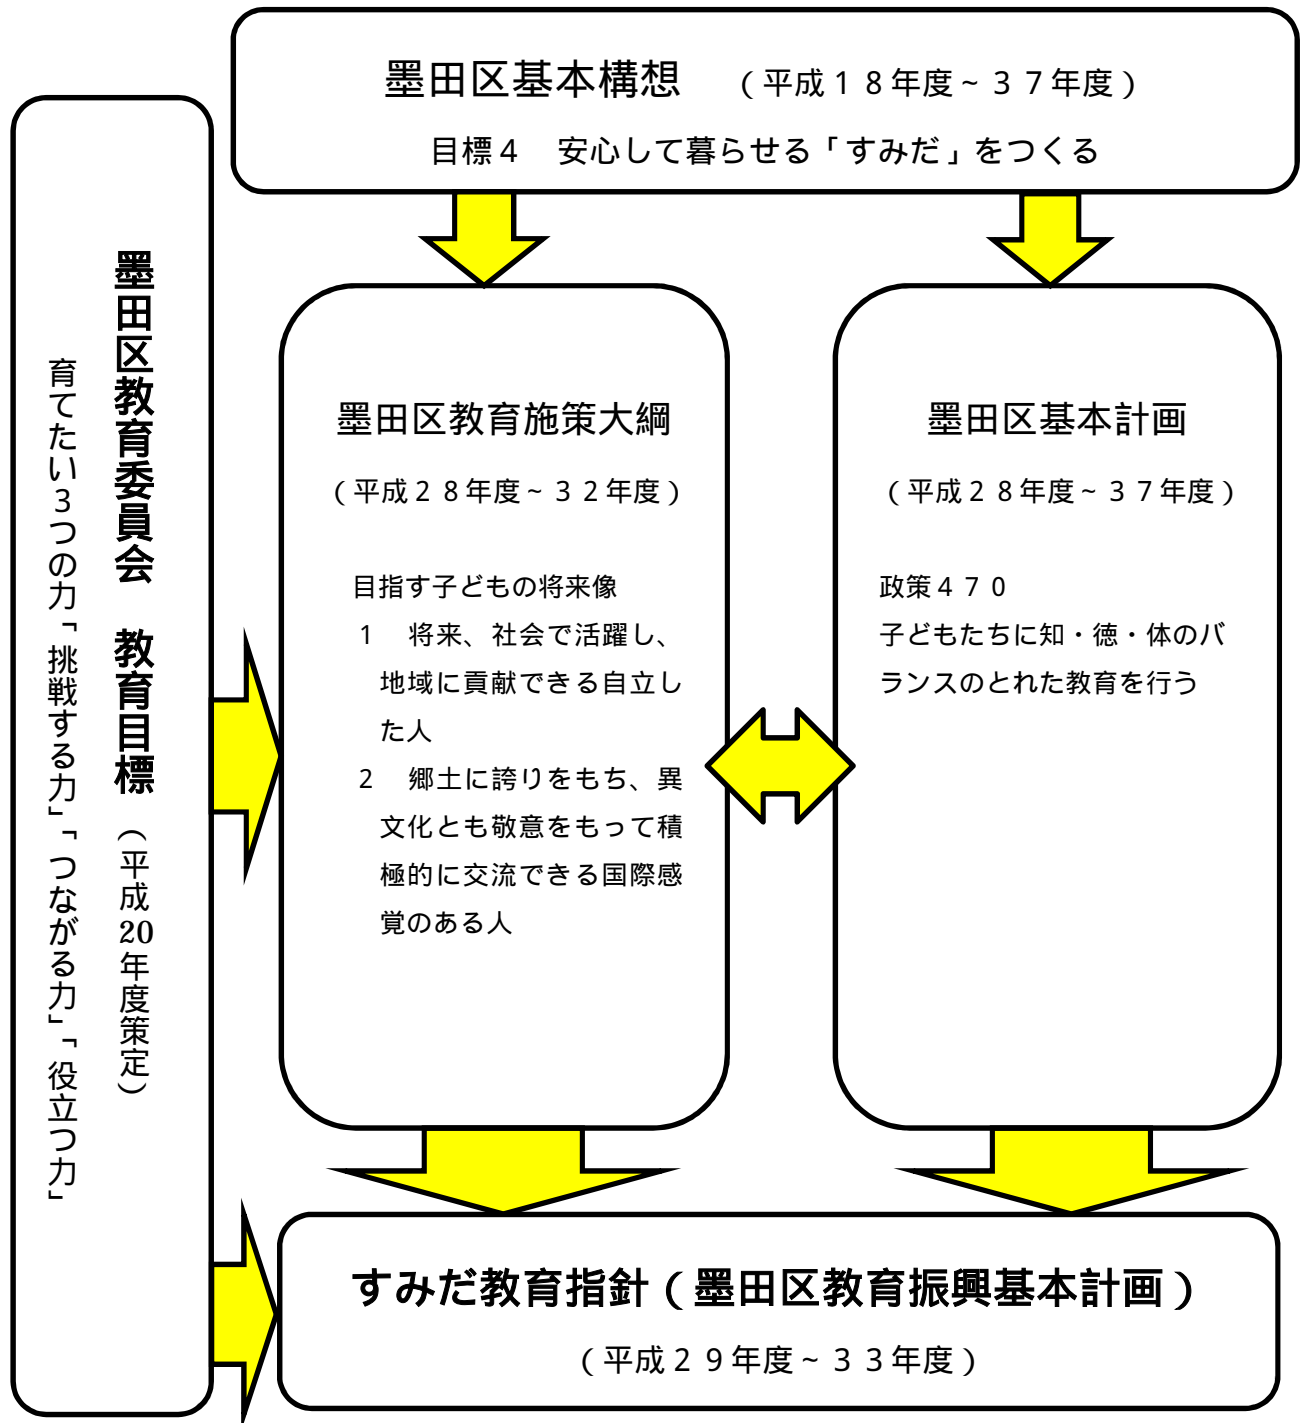 墨田区基本構想　（平成１８年度~３７年度）
目標４　安心して暮らせる「すみだ」をつくる
墨田区教育委員会　教育目標（平成20年度策定）
育てたい３つの力「挑戦する力」「つながる力」「役立つ力」
墨田区教育施策大綱
（平成２８年度~３２年度）
目指す子どもの将来像
1　将来、社会で活躍し、
地域に貢献できる自立し
た人
2　郷土に誇りをもち、異
文化とも敬意をもって積
極的に交流できる国際感
覚のある人
墨田区基本計画
（平成２８年度~３７年度）
政策４７０
子どもたちに知・徳・体のバ
ランスのとれた教育を行う
すみだ教育指針（墨田区教育振興基本計画）
（平成２９年度~３３年度）